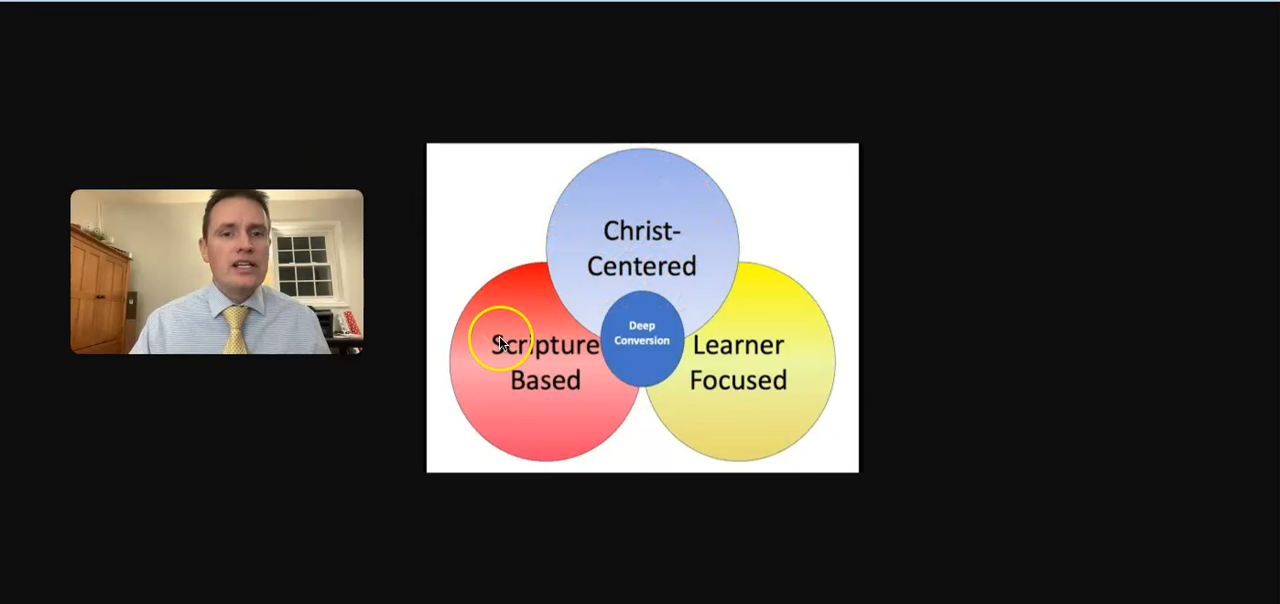 Christ-
Centered
Deep
Conversion
Scripture
Based
Learner
Focused